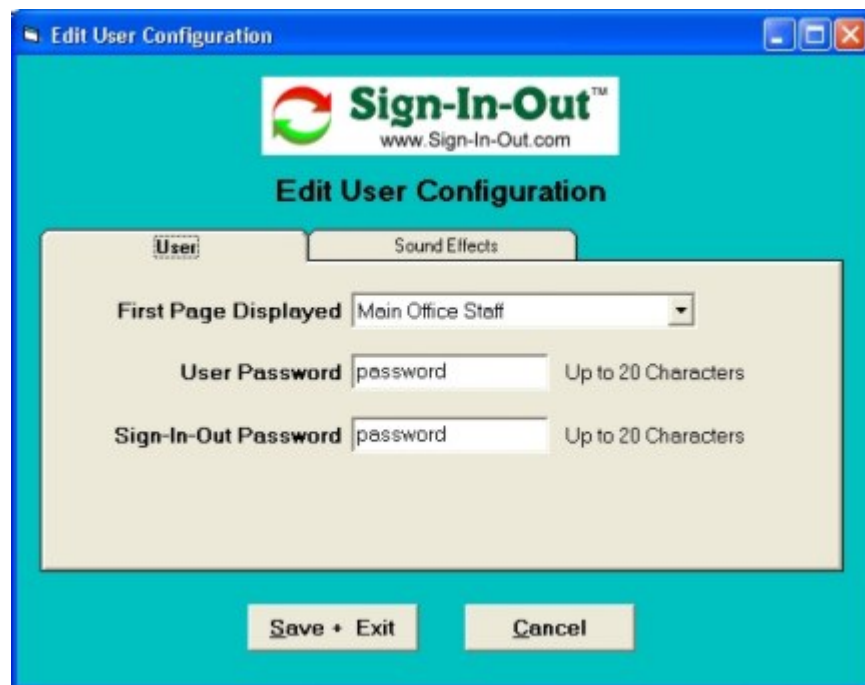 Edit User Configuration
Sign-In-Out™
www.Sign-In-Out.com
Edit User Configuration
User Sound Effects
First Page Displayed Main Office Staff
User Password password Up to 20 Characters
Sign-In-Out Password password Up to 20 Characters
Save + Exit Cancel